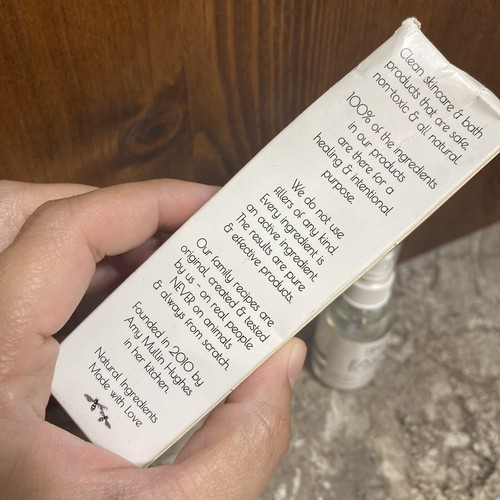 Clean skincare & bath
products that are safe,
non-toxic & all natural.
100% of the ingredients
in our products
are there for a
healing & intentional
purpose.
We do not use
fillers of any kind.
Every ingredient is
an active ingredient.
The results are pure
& effective products.
Our family recipes are
original, created & tested
by us - on real people
NEVER on animals
& always from scratch.
Founded in 2010 by
Amy Mullin Hughes
in her kitchen.
Natural Ingredients
Made with Love